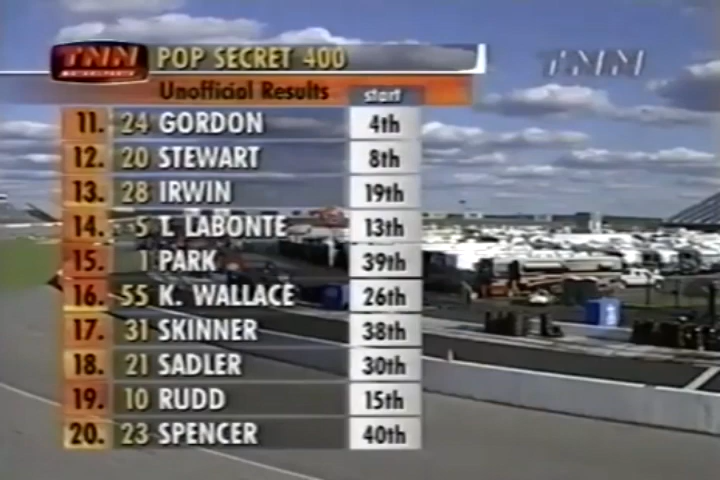 TNN POP SECRET 400 TNN
MOTORSPORTS
Unofficial Results start
11. 24 GORDON 4th
12. 20 STEWART 8th
13. 28 IRWIN 19th
14. 5 T. LABONTE 13th
15. 1 PARK 39th
16. 55 K. WALLACE 26th
17. 31 SKINNER 38th
18. 21 SADLER 30th
19. 10 RUDD 15th
20. 23 SPENCER 40th